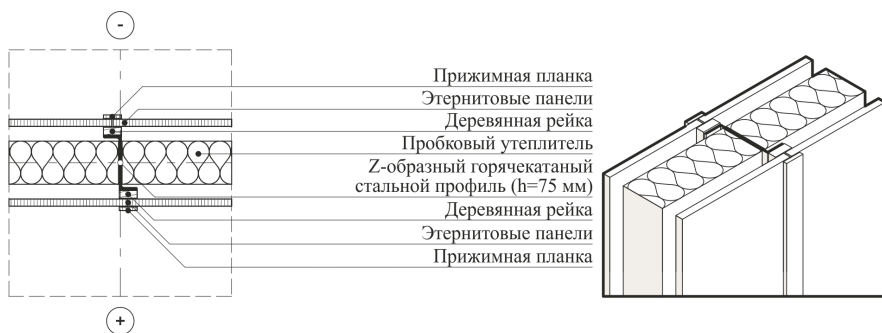 -
Прижимная планка
Этернитовые панели
Деревянная рейка
Пробковый утеплитель
Z-образный горячекатаный
стальной профиль (h=75 мм)
Деревянная рейка
Этернитовые панели
Прижимная планка
+